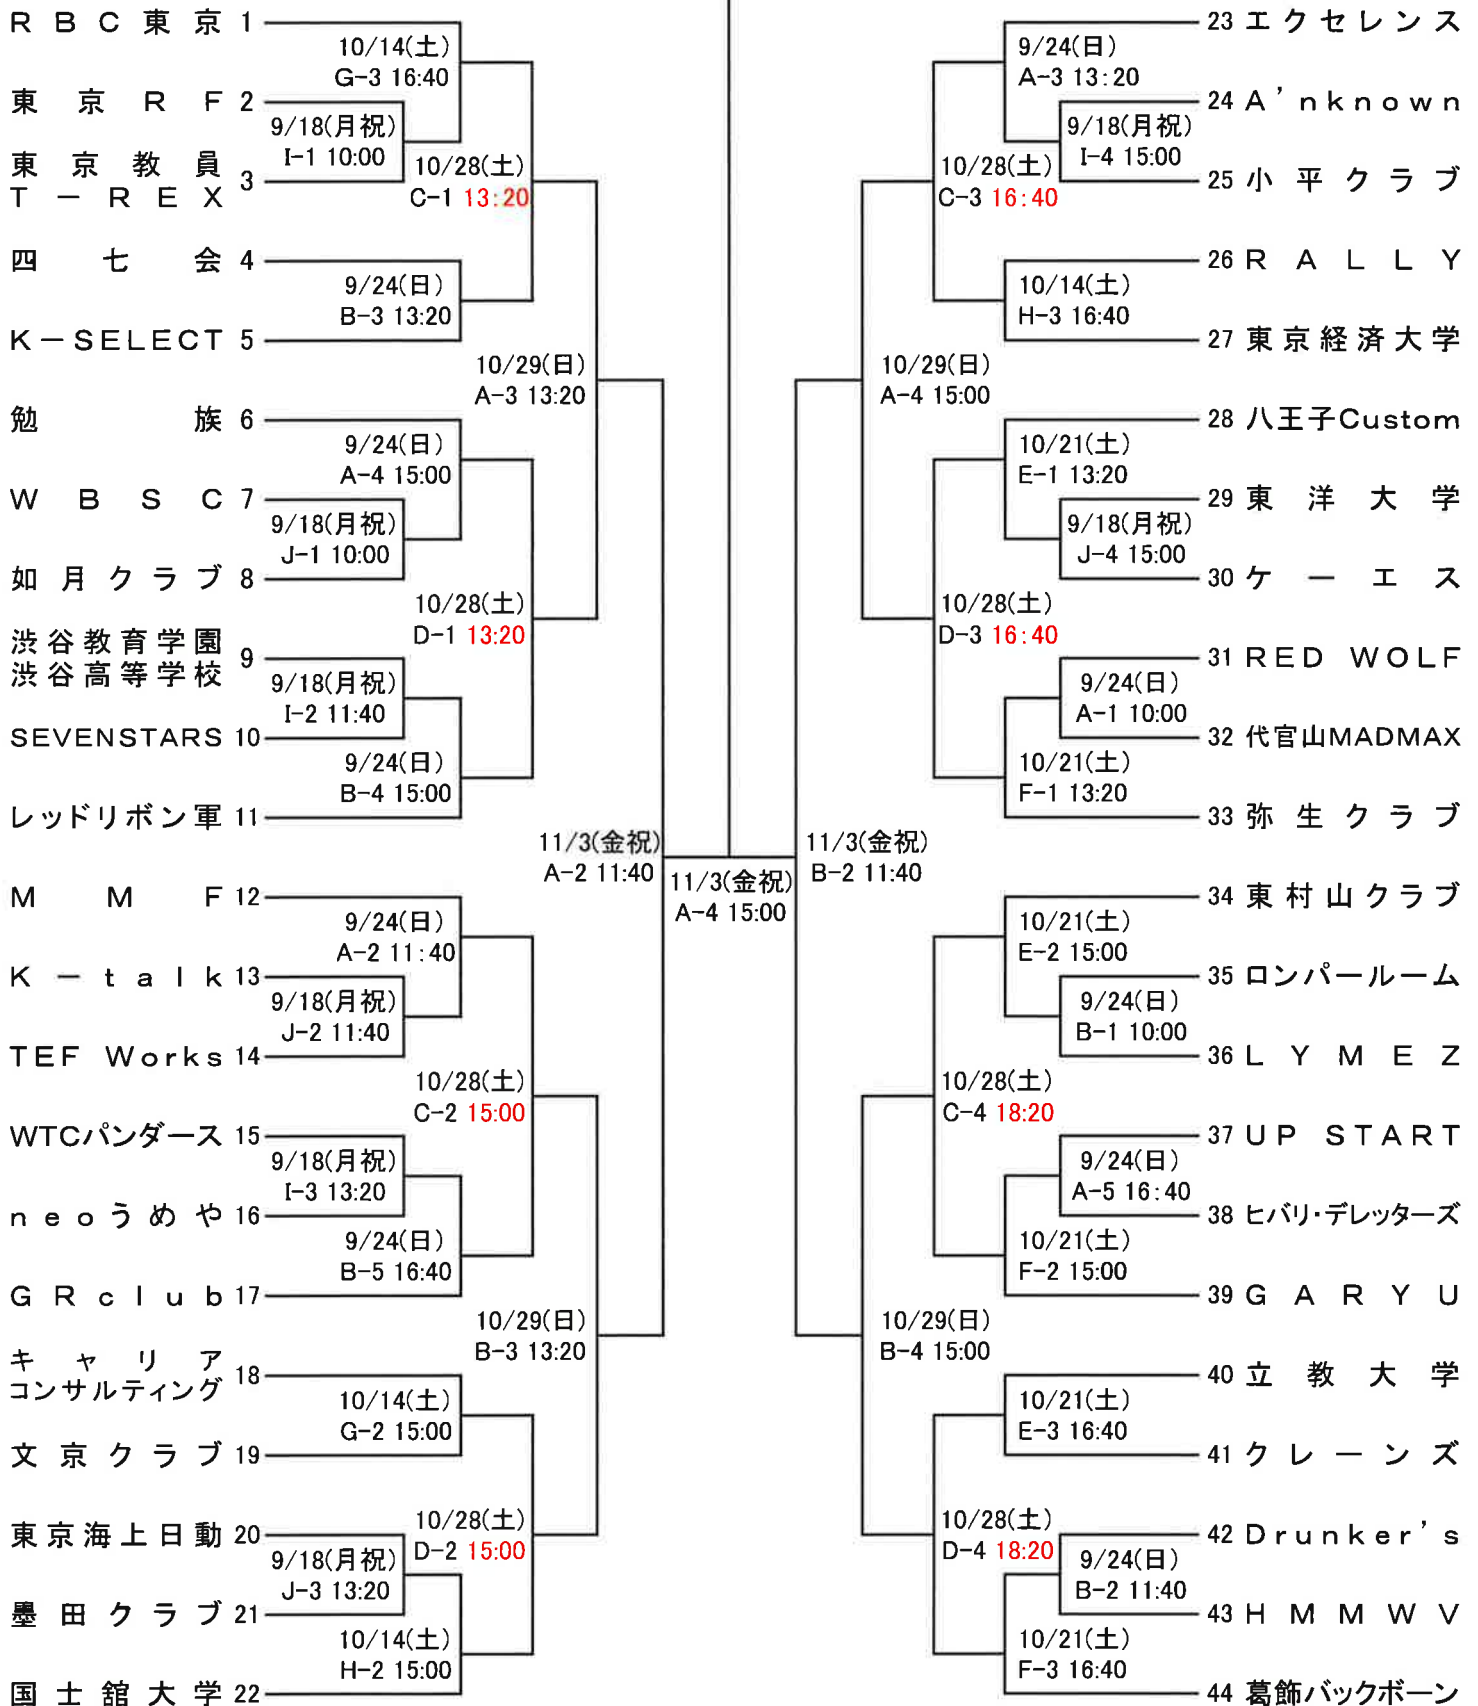 RBC東京 1
10/14(土)
G-3 16:40
東京RF 2
9/18(月祝)
I-1 10:00
東京教員
T-REX 3
10/28(土)
C-1 13:20
四七会 4
9/24(日)
B-3 13:20
K-SELECT 5
10/29(日)
A-3 13:20
勉族 6
9/24(日)
A-4 15:00
WBSC 7
9/18(月祝)
J-1 10:00
如月クラブ 8
10/28(土)
D-1 13:20
渋谷教育学園
渋谷高等学校 9
9/18(月祝)
I-2 11:40
SEVENSTARS 10
9/24(日)
B-4 15:00
レッドリボン軍 11
11/3(金祝)
A-2 11:40
MMF 12
9/24(日)
A-2 11:40
K-talk 13
9/18(月祝)
J-2 11:40
TEF Works 14
10/28(土)
C-2 15:00
WTCパンダース 15
9/18(月祝)
I-3 13:20
neoうめや 16
9/24(日)
B-5 16:40
GRclub 17
10/29(日)
B-3 13:20
キャリア
コンサルティング 18
10/14(土)
G-2 15:00
文京クラブ 19
10/28(土)
D-2 15:00
東京海上日動 20
9/18(月祝)
J-3 13:20
墨田クラブ 21
10/14(土)
H-2 15:00
国士舘大学 22
11/3(金祝)
A-4 15:00
23 エクセレンス
9/24(日)
A-3 13:20
24 A'nknown
9/18(月祝)
I-4 15:00
25 小平クラブ
10/28(土)
C-3 16:40
26 RALLY
10/14(土)
H-3 16:40
27 東京経済大学
10/29(日)
A-4 15:00
28 八王子Custom
10/21(土)
E-1 13:20
29 東洋大学
9/18(月祝)
J-4 15:00
30 ケーエス
10/28(土)
D-3 16:40
31 RED WOLF
9/24(日)
A-1 10:00
32 代官山MADMAX
10/21(土)
F-1 13:20
33 弥生クラブ
11/3(金祝)
B-2 11:40
34 東村山クラブ
10/21(土)
E-2 15:00
35 ロンパールーム
9/24(日)
B-1 10:00
36 LYMEZ
10/28(土)
C-4 18:20
37 UP START
9/24(日)
A-5 16:40
38 ヒバリ・デレッターズ
10/21(土)
F-2 15:00
39 GARYU
10/29(日)
B-4 15:00
40 立教大学
10/21(土)
E-3 16:40
41 クレーンズ
10/28(土)
D-4 18:20
42 Drunker's
9/24(日)
B-2 11:40
43 HMMWV
10/21(土)
F-3 16:40
44 葛飾バックボーン